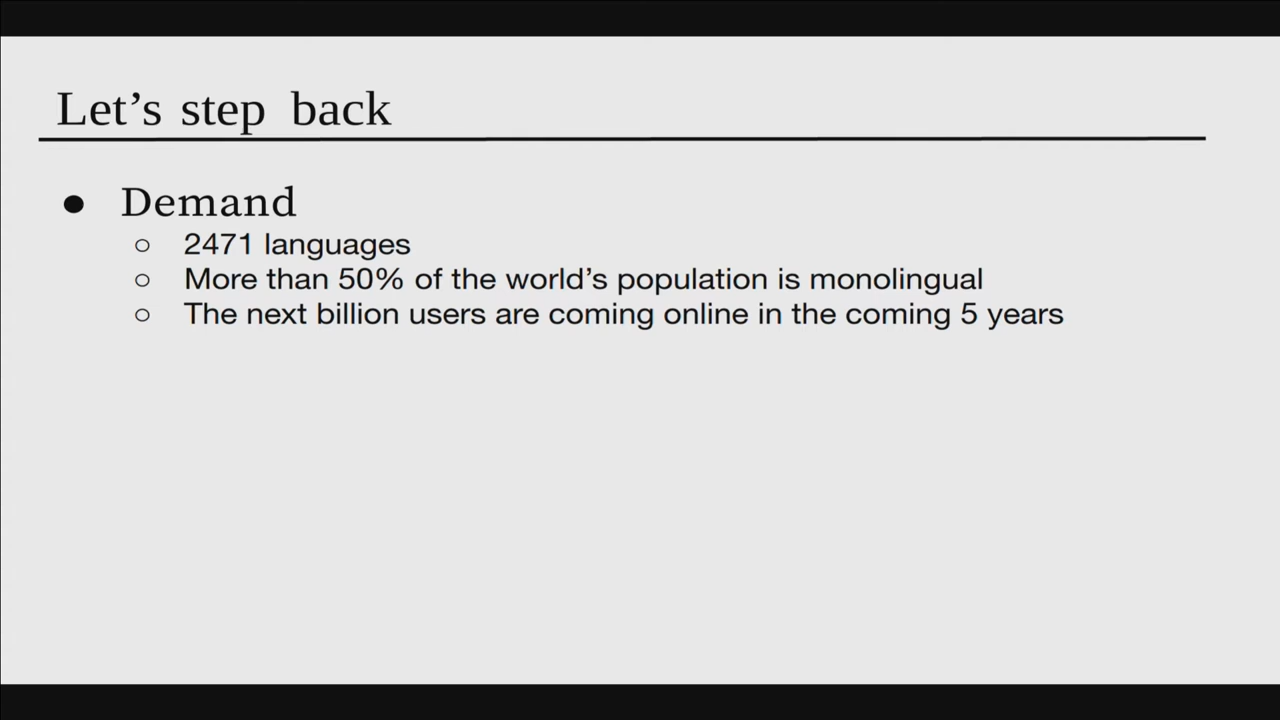 Let’s step back
● Demand
○ 2471 languages
○ More than 50% of the world’s population is monolingual
○ The next billion users are coming online in the coming 5 years